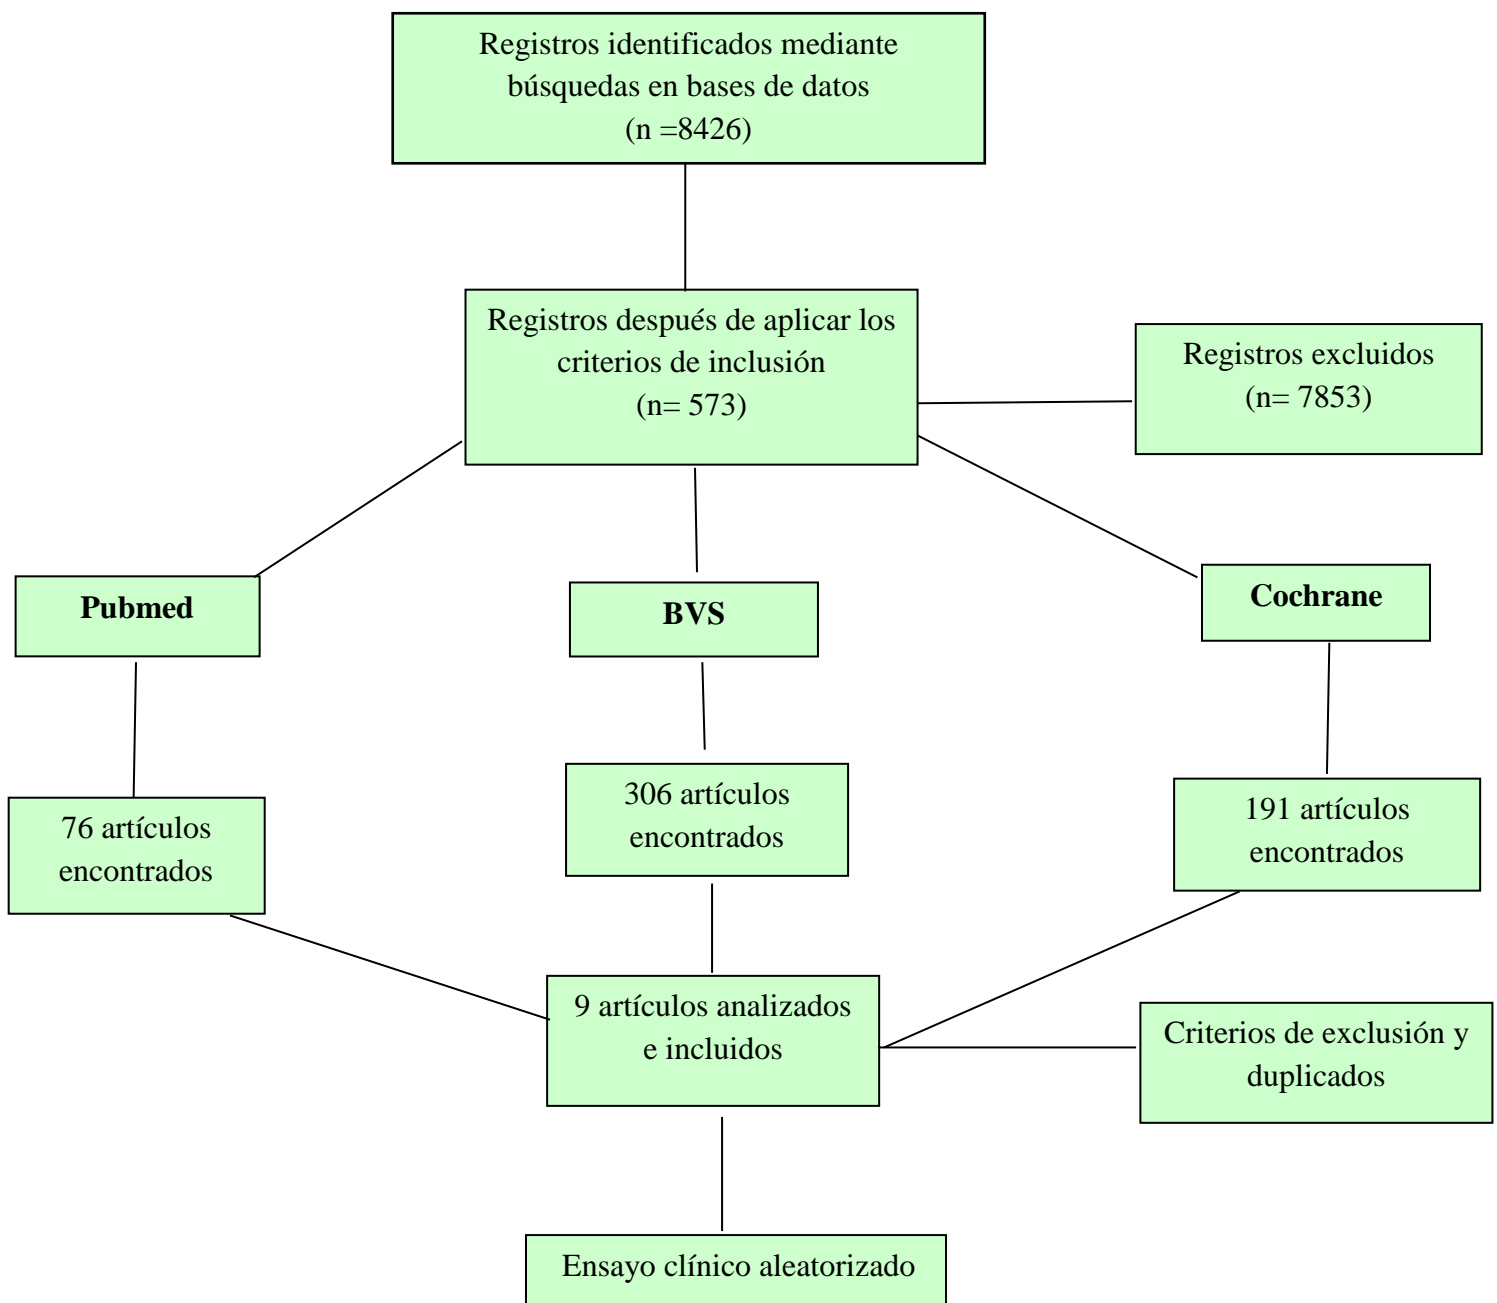 Registros identificados mediante
búsquedas en bases de datos
(n =8426)
Registros después de aplicar los
criterios de inclusión
(n= 573)
Registros excluidos
(n= 7853)
Pubmed
BVS
Cochrane
76 artículos
encontrados
306 artículos
encontrados
191 artículos
encontrados
9 artículos analizados
e incluidos
Criterios de exclusión y
duplicados
Ensayo clínico aleatorizado